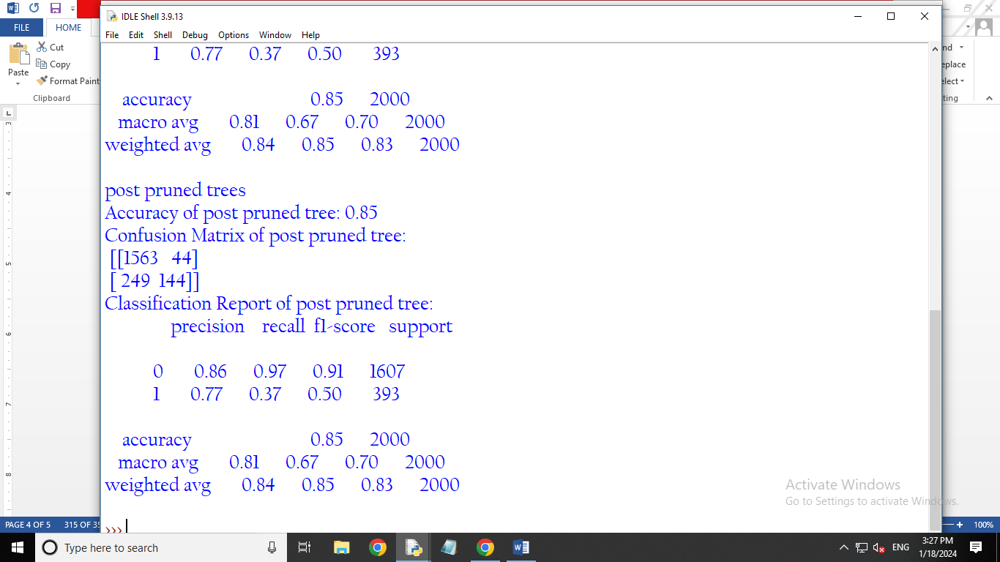 IDLE Shell 3.9.13
FILE HOME
File Edit Shell Debug Options Window Help
Cut
Copy
Format Paint
Paste
Clipboard
nd
eplace
elect
ting
1 0.77 0.37 0.50 393
accuracy 0.85 2000
macro avg 0.81 0.67 0.70 2000
weighted avg 0.84 0.85 0.83 2000
post pruned trees
Accuracy of post pruned tree: 0.85
Confusion Matrix of post pruned tree:
[[1563 44]
[ 249 144]]
Classification Report of post pruned tree:
precision recall f1-score support
0 0.86 0.97 0.91 1607
1 0.77 0.37 0.50 393
accuracy 0.85 2000
macro avg 0.81 0.67 0.70 2000
weighted avg 0.84 0.85 0.83 2000
>>>
3
4
5
6
7
8
Activate Windows
Go to Settings to activate Windows.
PAGE 4 OF 5 315 OF 35 100%
Type here to search
ENG
3:27 PM
1/18/2024